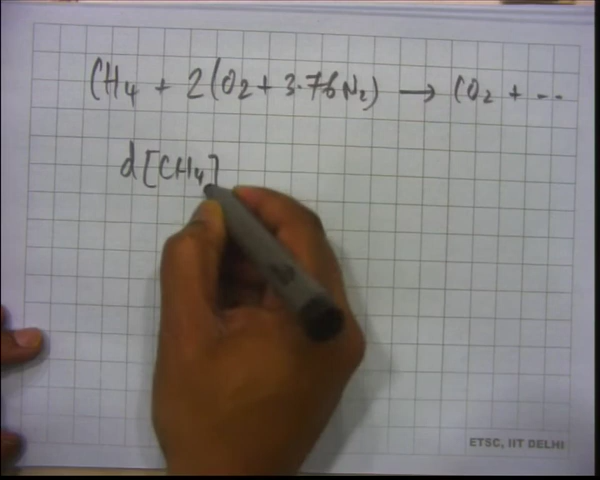 CH4 + 2(O2 + 3.76N2) → CO2 + --
d[CH4]
ETSC, IIT DELHI